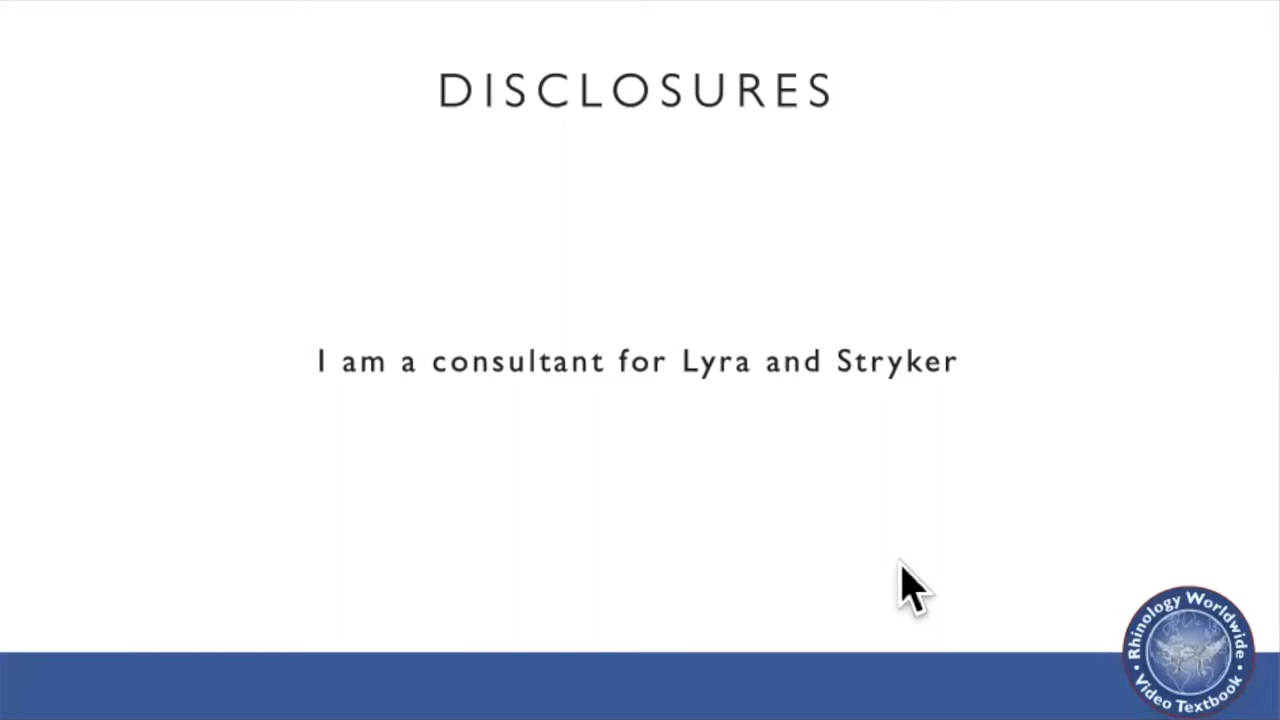 DISCLOSURES
I am a consultant for Lyra and Stryker
Rhinology Worldwide
• Video Textbook •